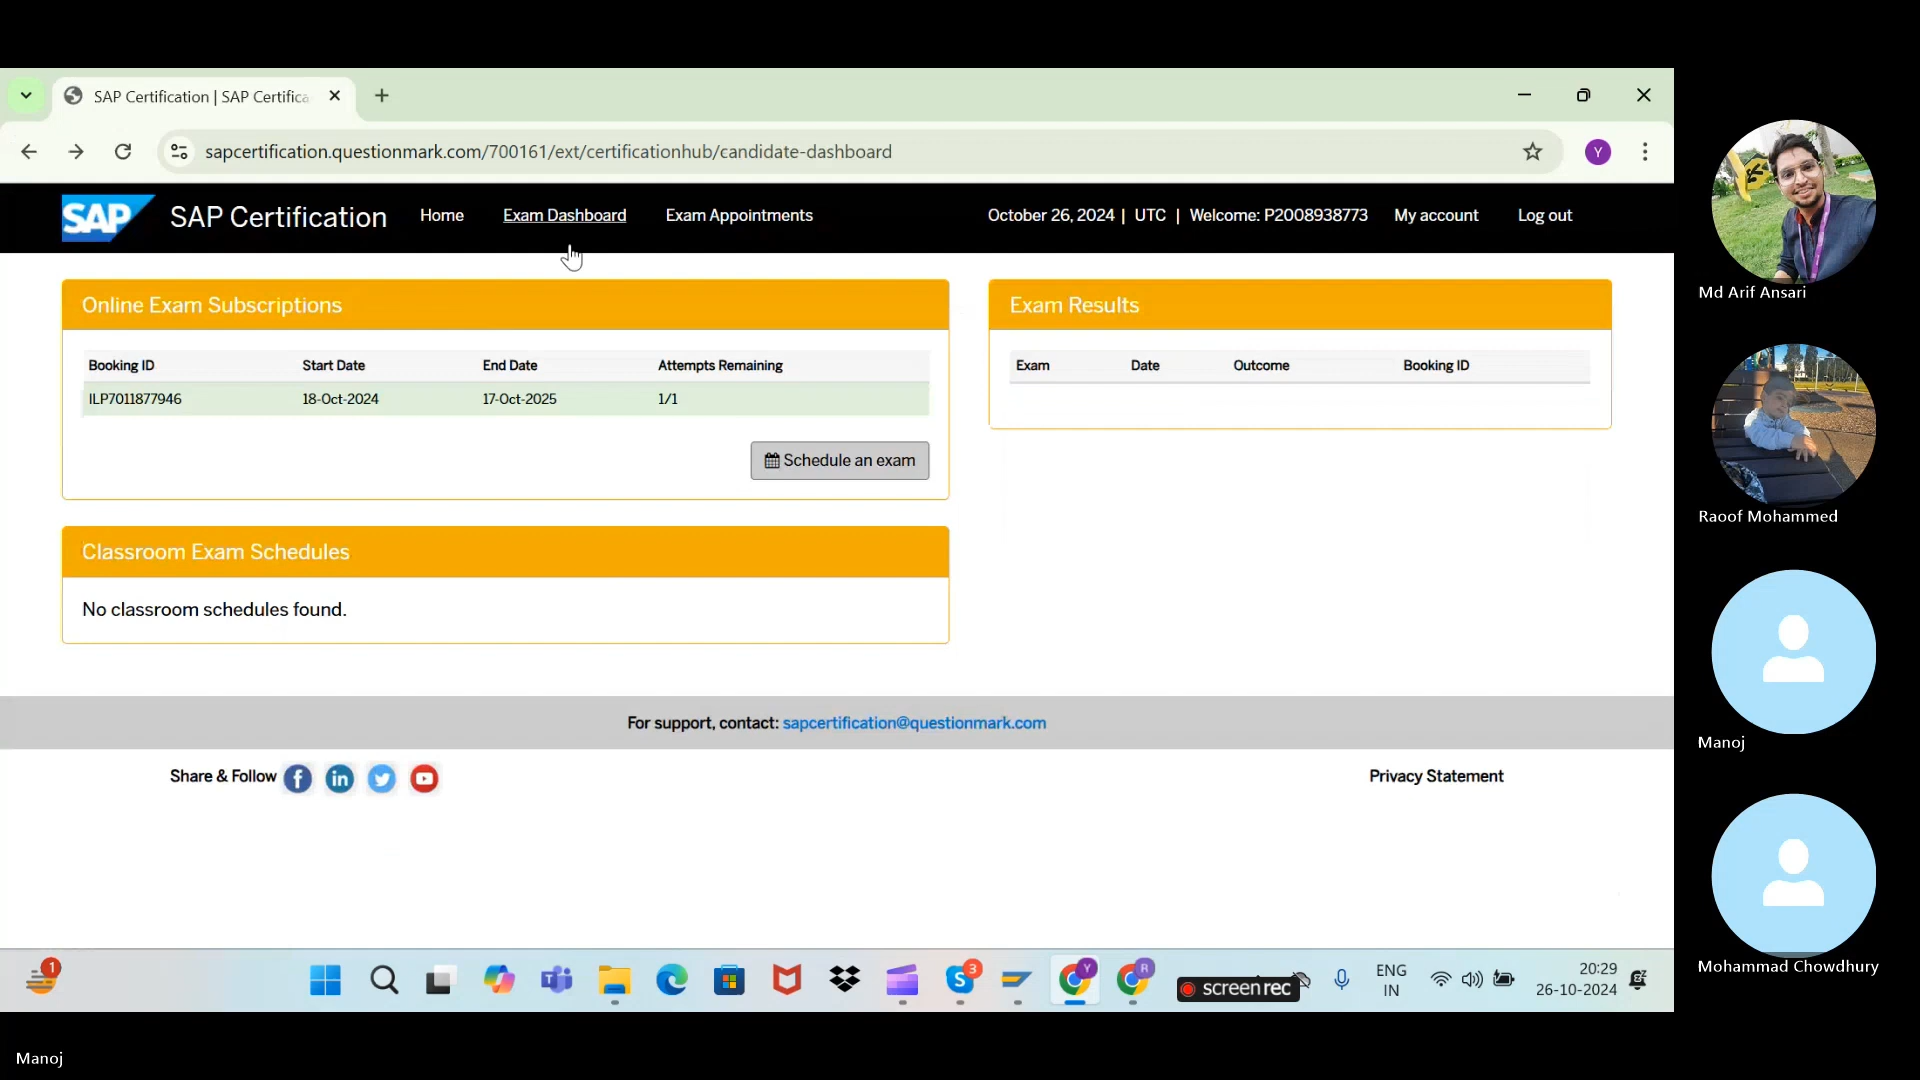 SAP Certification | SAP Certifica
sapcertification.questionmark.com/700161/ext/certificationhub/candidate-dashboard
Y
SAP SAP Certification Home Exam Dashboard Exam Appointments October 26, 2024 | UTC | Welcome: P2008938773 My account Log out
Online Exam Subscriptions
Booking ID Start Date End Date Attempts Remaining
ILP7011877946 18-Oct-2024 17-Oct-2025 1/1
Schedule an exam
Classroom Exam Schedules
No classroom schedules found.
Exam Results
Exam Date Outcome Booking ID
For support, contact: sapcertification@questionmark.com
Share & Follow
Privacy Statement
Md Arif Ansari
Raoof Mohammed
Manoj
Mohammad Chowdhury
1
3
Y
R
screenrec
ENG
IN
20:29
26-10-2024
Manoj